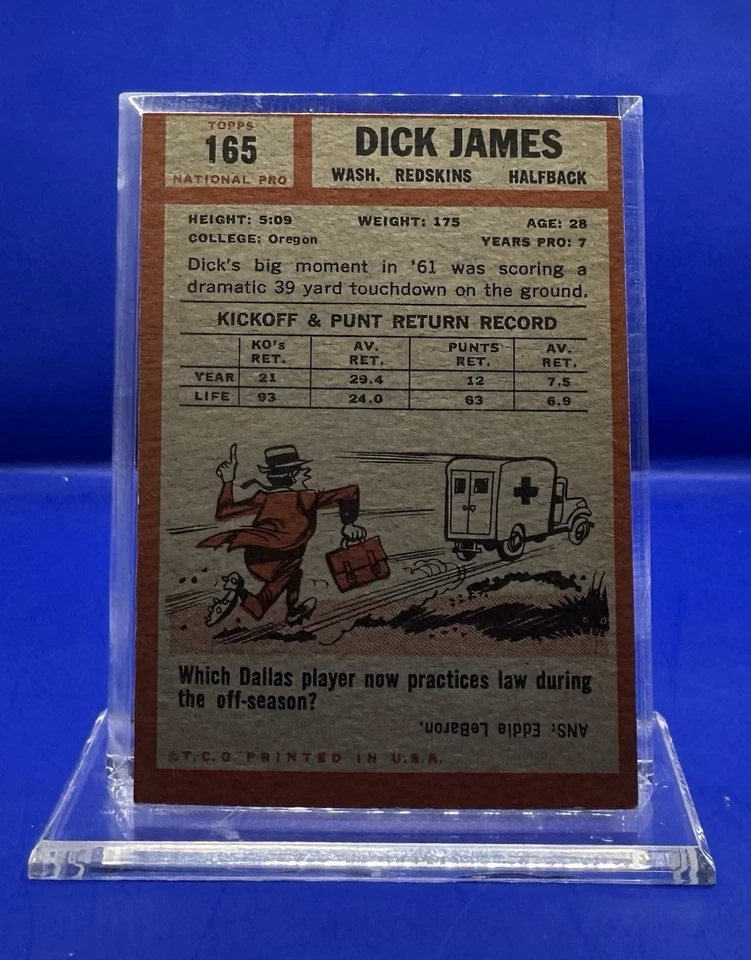 TOPPS
165
NATIONAL PRO
DICK JAMES
WASH. REDSKINS HALFBACK
HEIGHT: 5:09 WEIGHT: 175 AGE: 28
COLLEGE: Oregon YEARS PRO: 7
Dick's big moment in '61 was scoring a
dramatic 39 yard touchdown on the ground.
KICKOFF & PUNT RETURN RECORD
KO's AV. PUNTS AV.
RET. RET. RET. RET.
YEAR 21 29.4 12 7.5
LIFE 93 24.0 63 6.9
Which Dallas player now practices law during
the off-season?
ANS: Eddie LeBaron.
©T.C.G. PRINTED IN U.S.A.